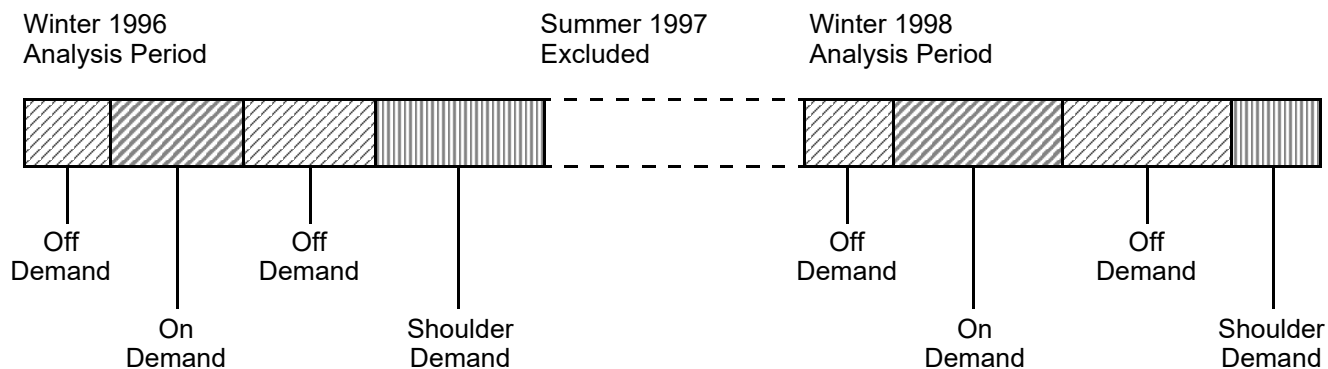 Winter 1996
Analysis Period
Summer 1997
Excluded
Winter 1998
Analysis Period
Off
Demand
On
Demand
Off
Demand
Shoulder
Demand
Off
Demand
On
Demand
Off
Demand
Shoulder
Demand